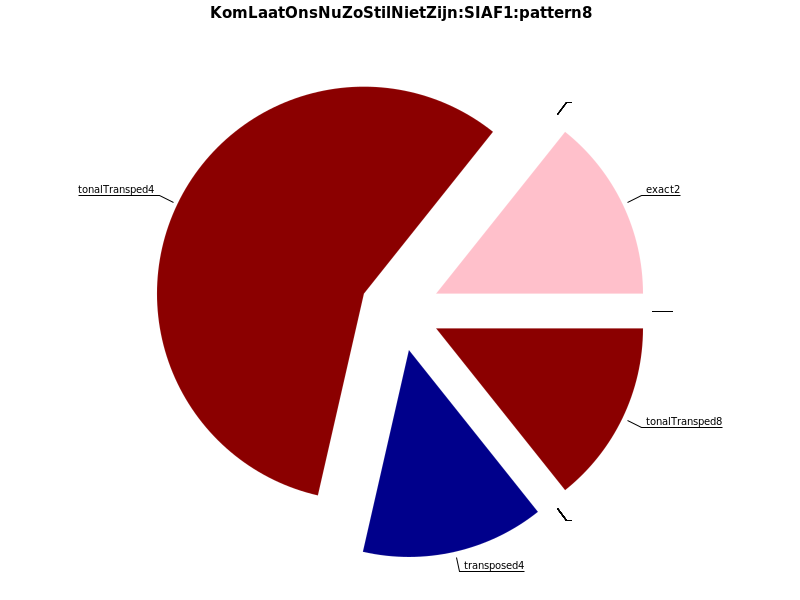 KomLaatOnsNuZoStilNietZijn:SIAF1:pattern8
tonalTransped4
exact2
tonalTransped8
transposed4